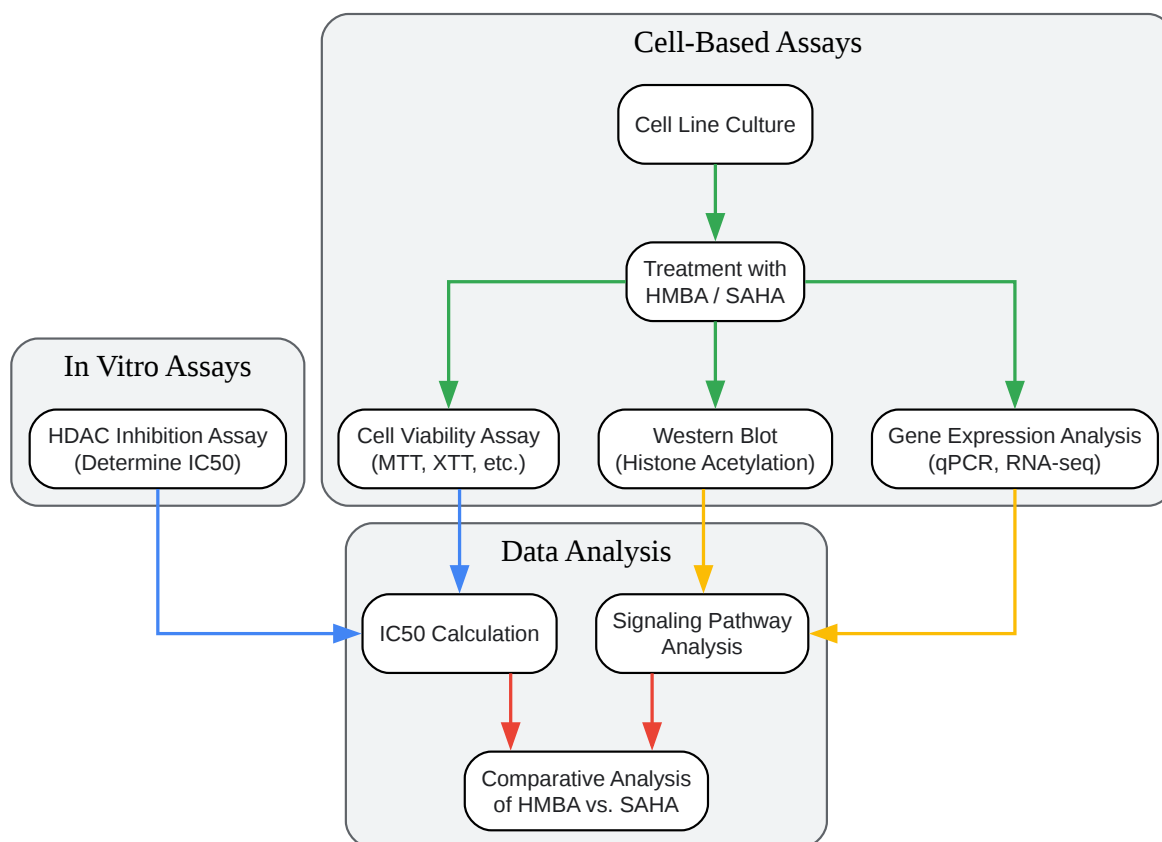 Cell-Based Assays
Cell Line Culture
Treatment with
HMBA / SAHA
In Vitro Assays
HDAC Inhibition Assay
(Determine IC50)
Cell Viability Assay
(MTT, XTT, etc.)
Western Blot
(Histone Acetylation)
Gene Expression Analysis
(qPCR, RNA-seq)
Data Analysis
IC50 Calculation
Signaling Pathway
Analysis
Comparative Analysis
of HMBA vs. SAHA